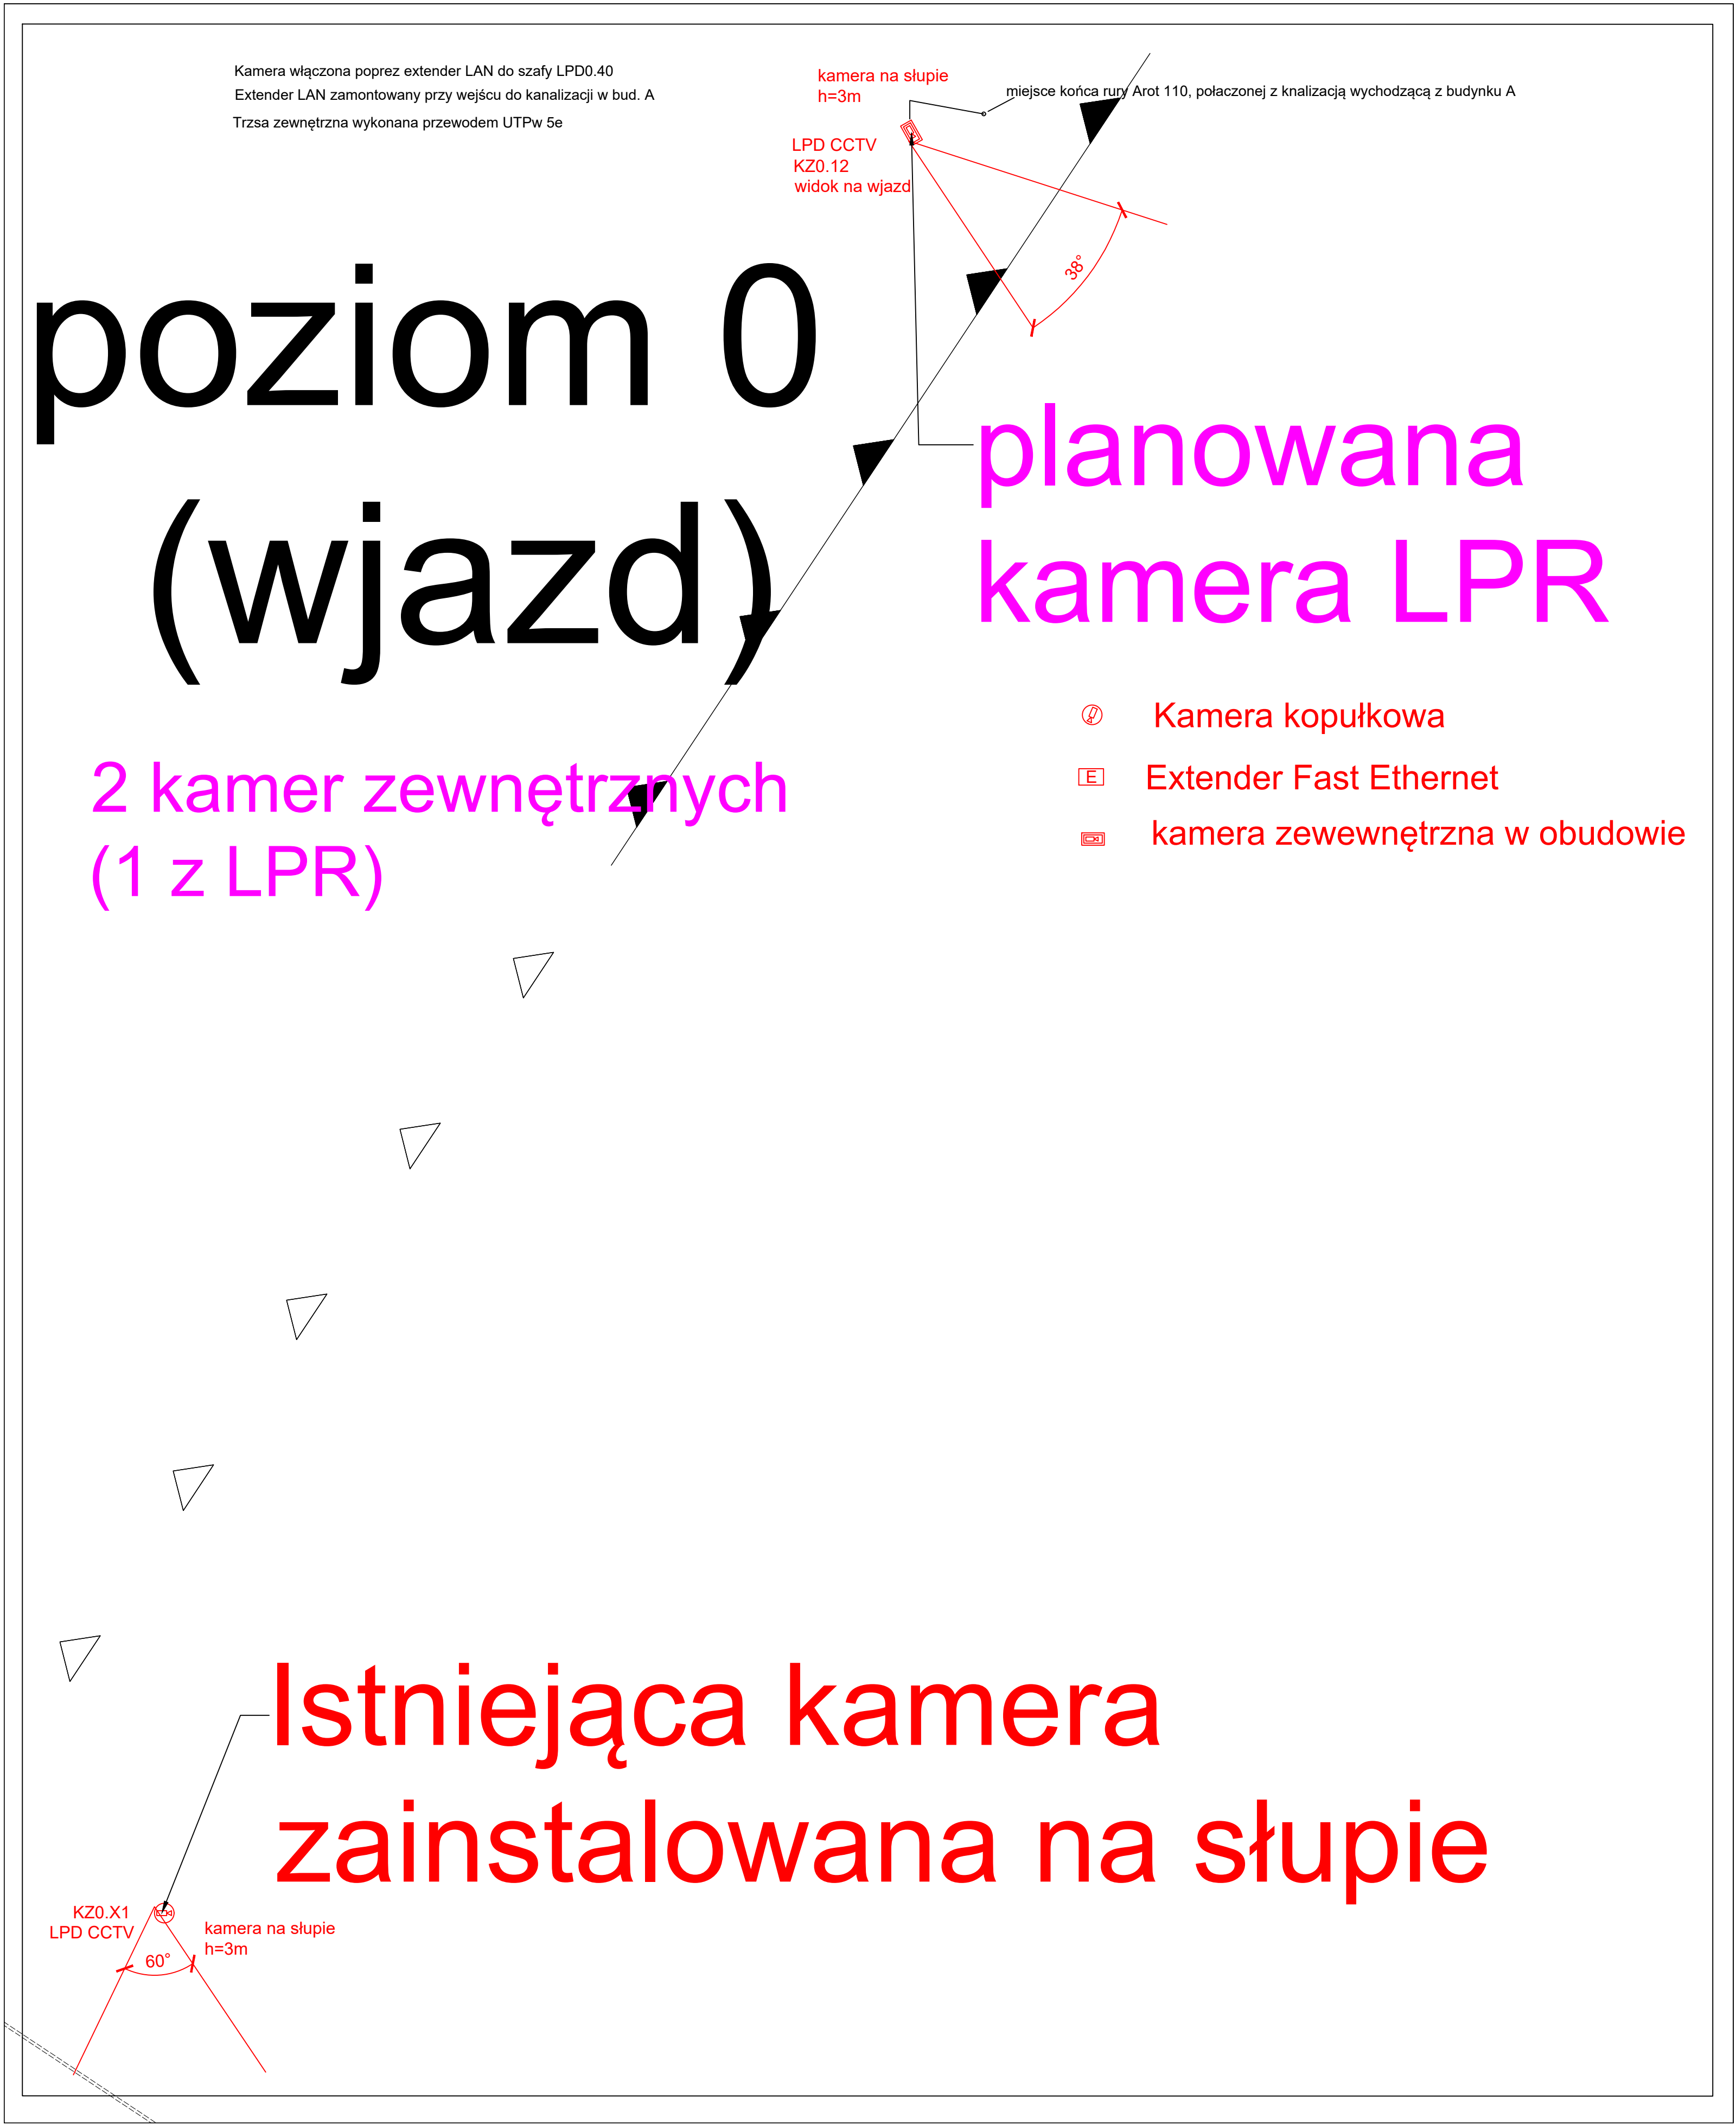 Kamera włączona poprez extender LAN do szafy LPD0.40
Extender LAN zamontowany przy wejścu do kanalizacji w bud. A
Trzsa zewnętrzna wykonana przewodem UTPw 5e
kamera na słupie
h=3m
miejsce końca rury Arot 110, połaczonej z knalizacją wychodzącą z budynku A
LPD CCTV
KZ0.12
widok na wjazd
38°
poziom 0
(wjazd)
planowana
kamera LPR
2 kamer zewnętrznych
(1 z LPR)
Kamera kopułkowa
E
Extender Fast Ethernet
kamera zewewnętrzna w obudowie
Istniejąca kamera
zainstalowana na słupie
KZ0.X1
LPD CCTV
kamera na słupie
h=3m
60°